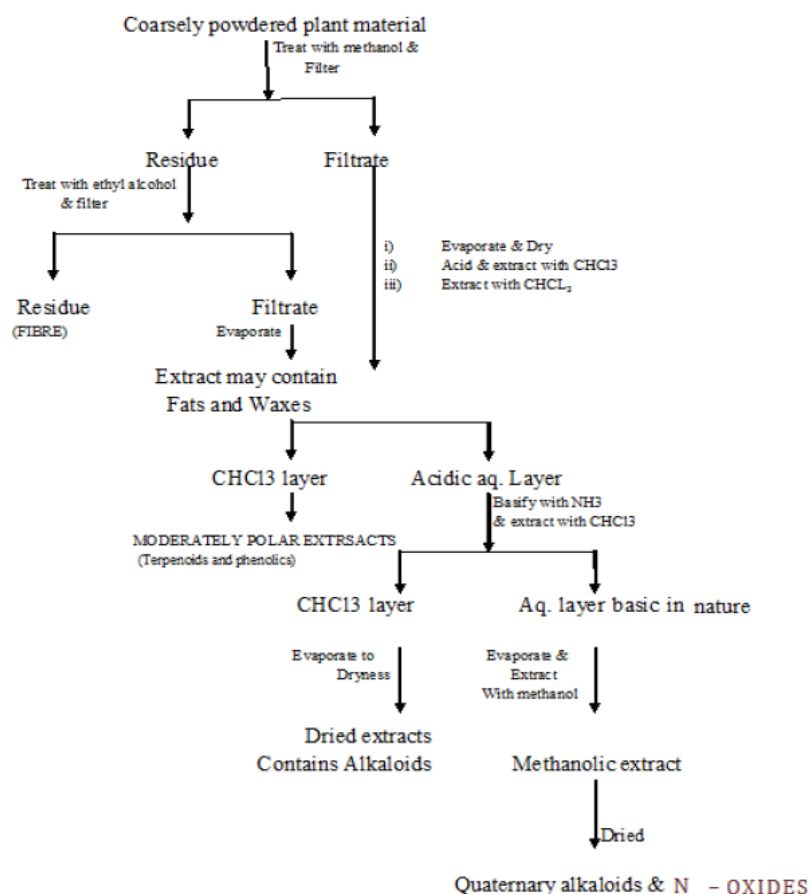 Coarsely powdered plant material
Treat with methanol &
Filter
Residue
Filtrate
Treat with ethyl alcohol
& filter
i) Evaporate & Dry
ii) Acid & extract with CHCl3
iii) Extract with CHCL2
Residue
(FIBRE)
Filtrate
Evaporate
Extract may contain
Fats and Waxes
CHCl3 layer
Acidic aq. Layer
Basify with NH3
& extract with CHCl3
MODERATELY POLAR EXTRSACTS
(Terpenoids and phenolics)
CHCl3 layer
Aq. layer basic in nature
Evaporate to
Dryness
Evaporate &
Extract
With methanol
Dried extracts
Contains Alkaloids
Methanolic extract
Dried
Quaternary alkaloids & N – OXIDES